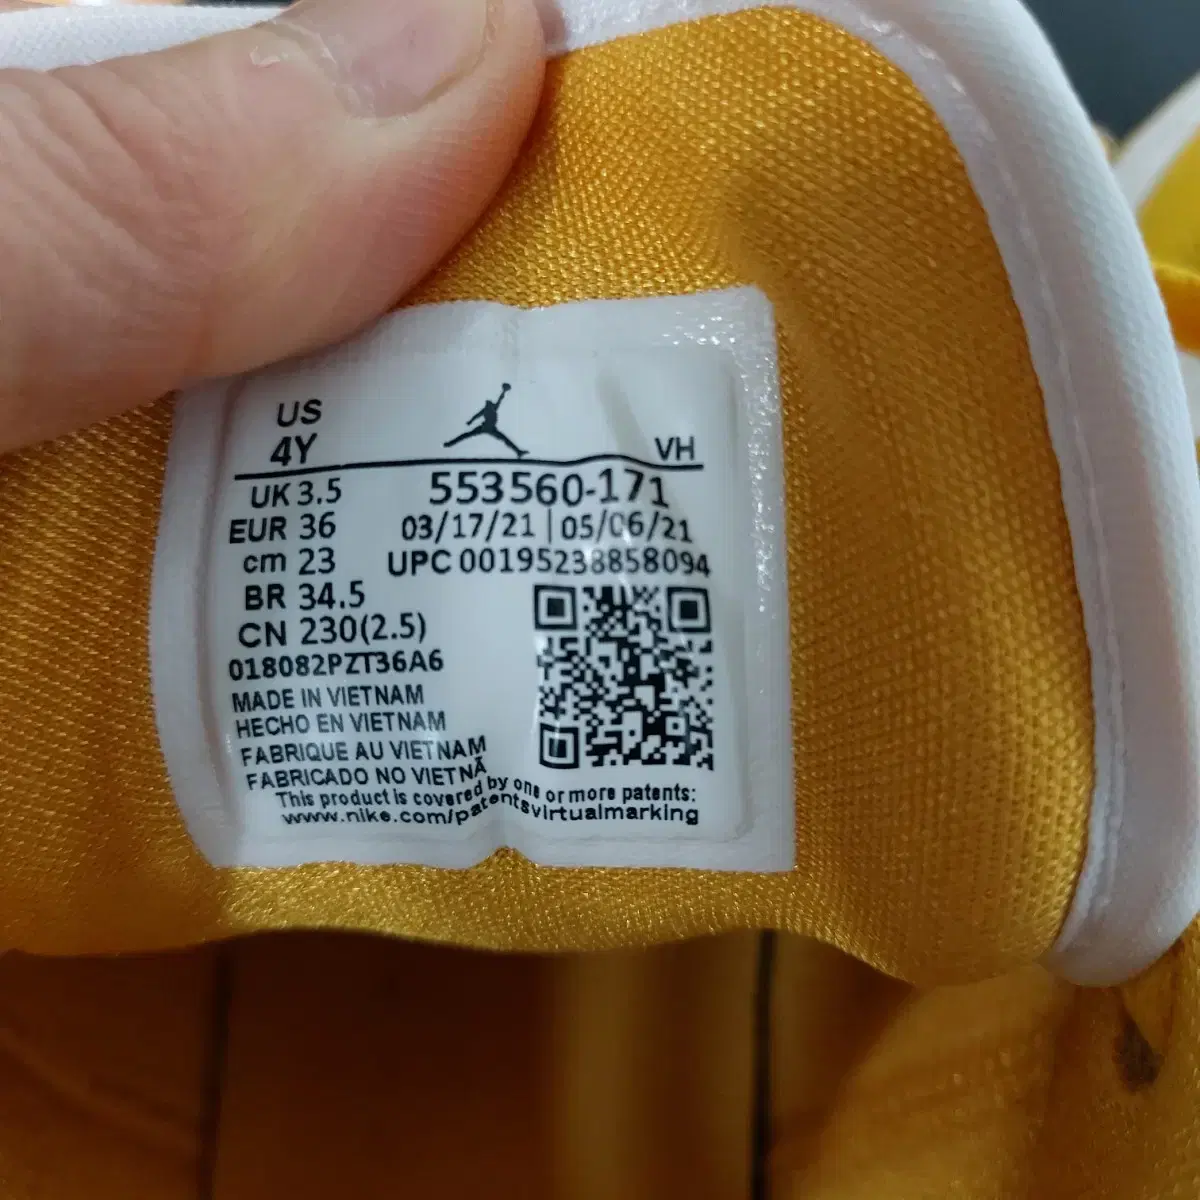 US
4Y VH
UK 3.5 553560-171
EUR 36 03/17/21 | 05/06/21
cm 23 UPC 00195238858094
BR 34.5
CN 230(2.5)
018082PZT36A6
MADE IN VIETNAM
HECHO EN VIETNAM
FABRIQUE AU VIETNAM
FABRICADO NO VIETNÃ
This product is covered by one or more patents:
www.nike.com/patentsvirtualmarking